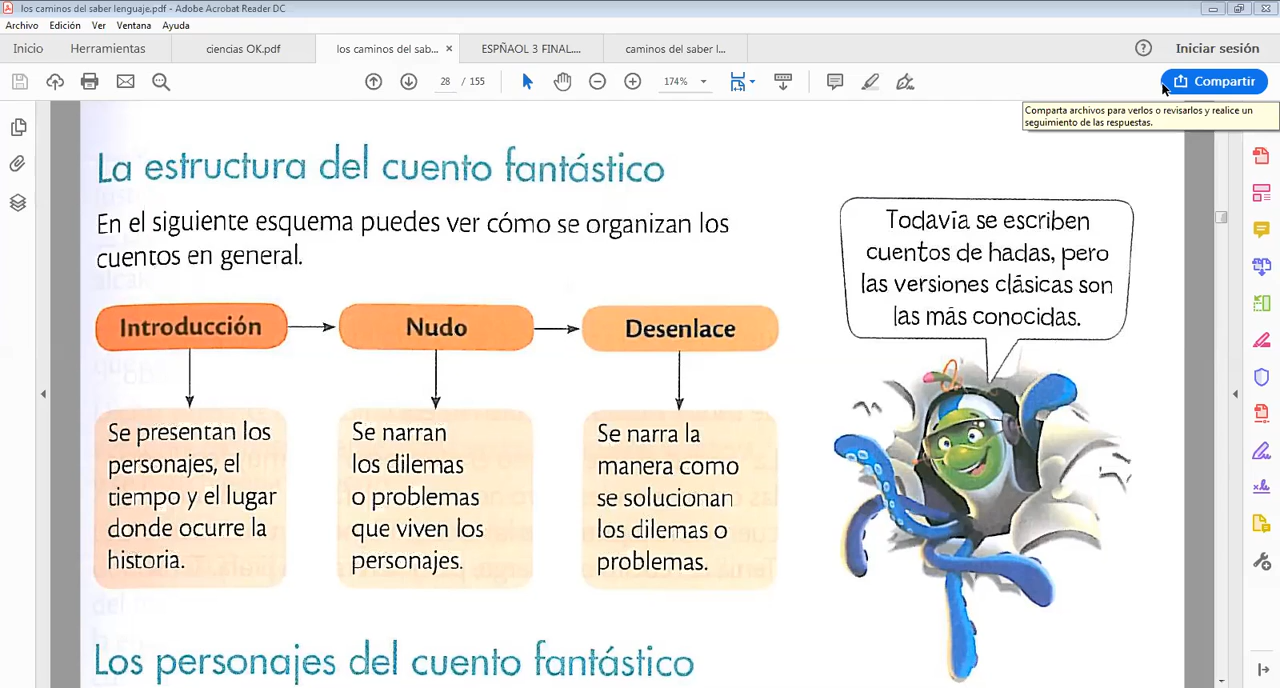 los caminos del saber lenguaje.pdf - Adobe Acrobat Reader DC
Archivo Edición Ver Ventana Ayuda
Inicio Herramientas ciencias OK.pdf los caminos del sab... × ESPÑAOL 3 FINAL.... caminos del saber l... Iniciar sesión
28 / 155 174% Compartir
Comparta archivos para verlos o revisarlos y realice un
seguimiento de las respuestas.
La estructura del cuento fantástico
En el siguiente esquema puedes ver cómo se organizan los
cuentos en general.
Introducción
Se presentan los
personajes, el
tiempo y el lugar
donde ocurre la
historia.
Nudo
Se narran
los dilemas
o problemas
que viven los
personajes.
Desenlace
Se narra la
manera como
se solucionan
los dilemas o
problemas.
Todavía se escriben
cuentos de hadas, pero
las versiones clásicas son
las más conocidas.
Los personajes del cuento fantástico